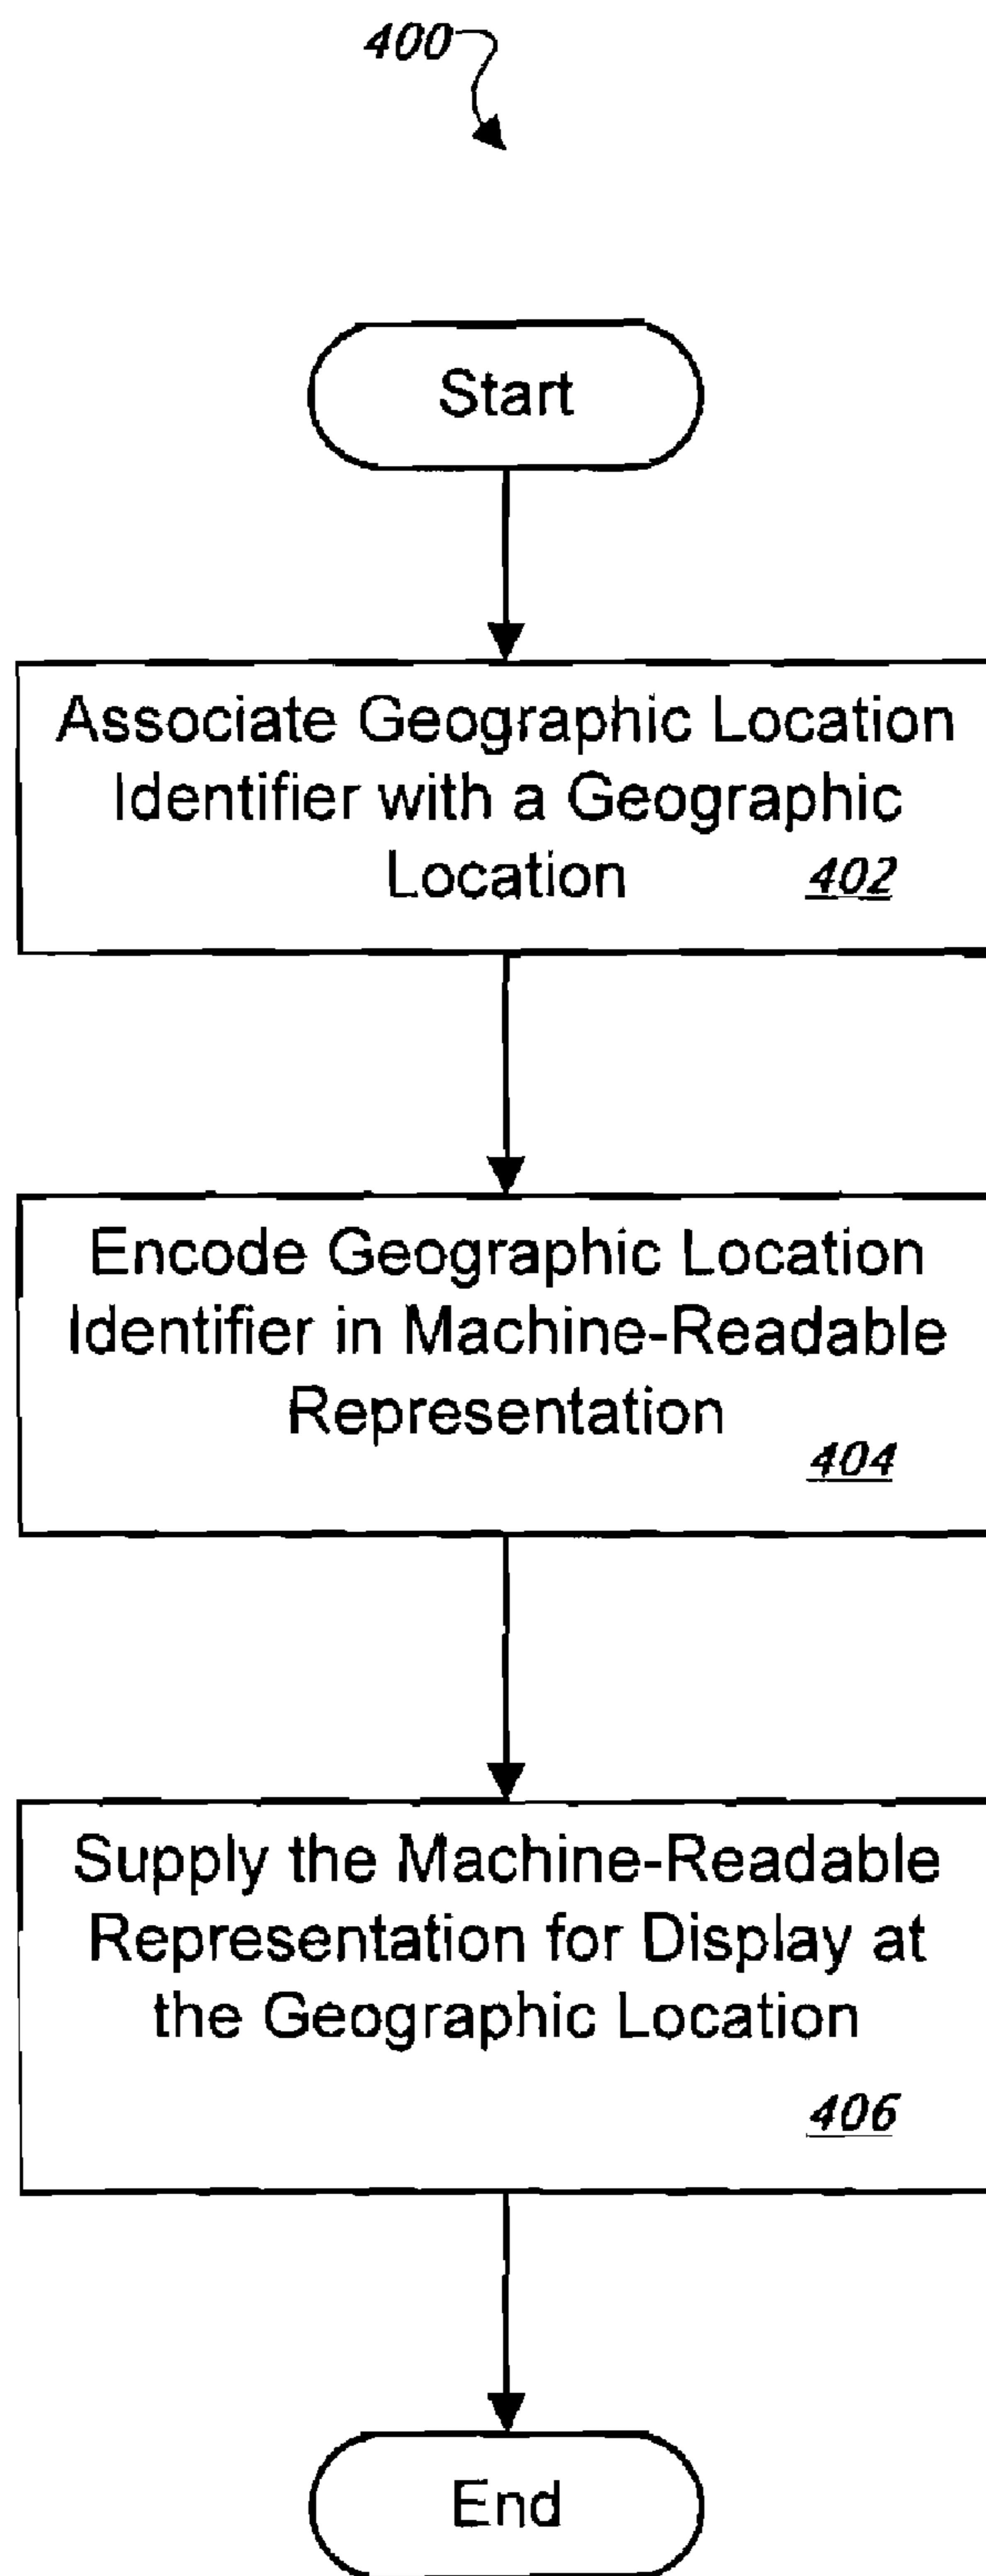 400
Start
Associate Geographic Location
Identifier with a Geographic
Location 402
Encode Geographic Location
Identifier in Machine-Readable
Representation
404
Supply the Machine-Readable
Representation for Display at
the Geographic Location
406
End